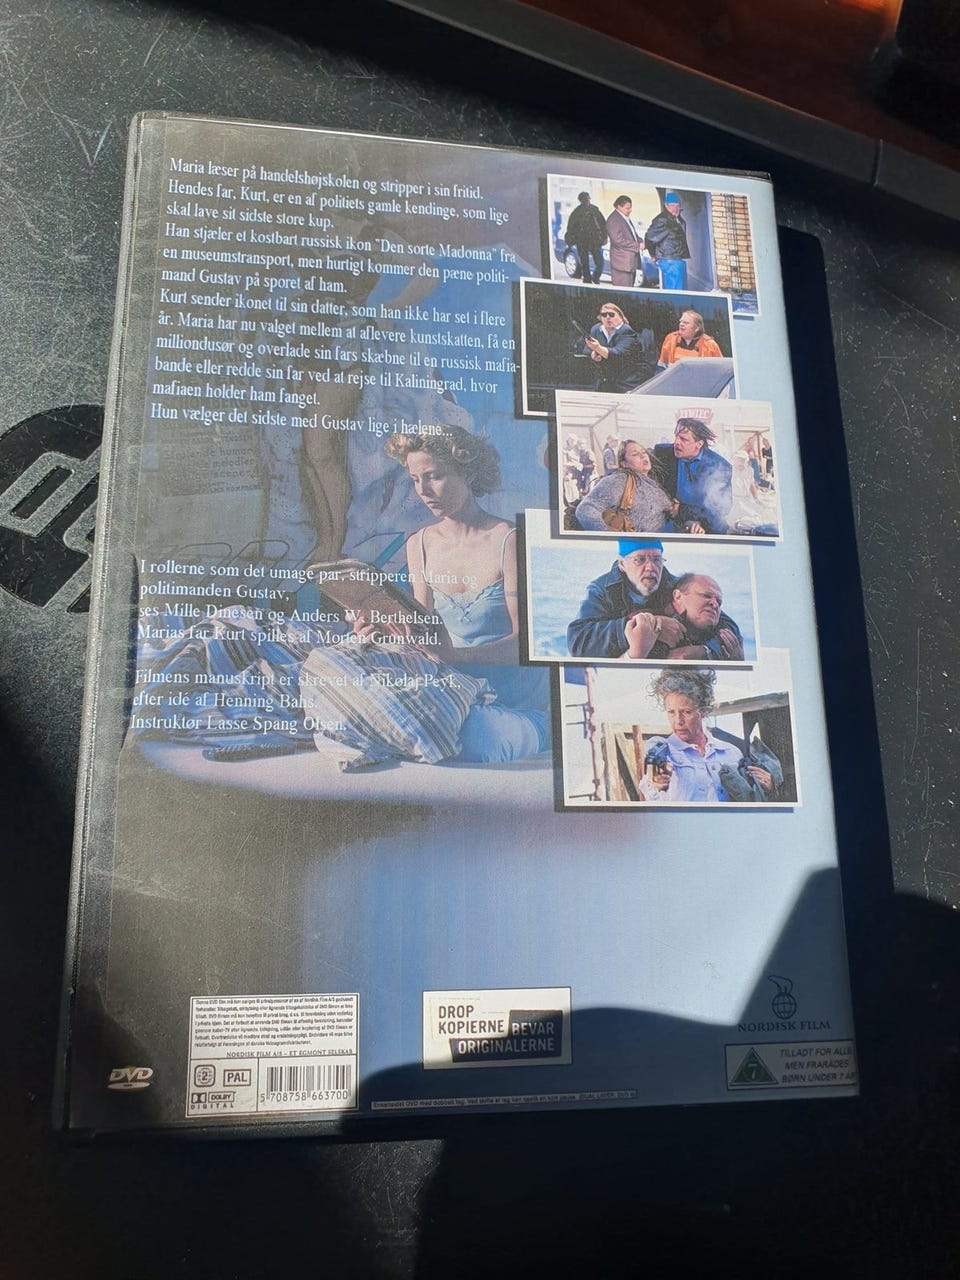 Maria læser på handelshøjskolen og stripper i sin fritid.
Hendes far, Kurt, er en af politiets gamle kendinge, som lige
skal lave sit sidste store kup.
Han stjæler et kostbart russisk ikon "Den sorte Madonna" fra
en museumstransport, men hurtigt kommer den pæne politi-
mand Gustav på sporet af ham.
Kurt sender ikonet til sin datter, som han ikke har set i flere
år. Maria har nu valget mellem at aflevere kunstskatten, få en
milliondusør og overlade sin fars skæbne til en russisk mafia-
bande eller redde sin far ved at rejse til Kaliningrad, hvor
mafiaen holder ham fanget.
Hun vælger det sidste med Gustav lige i hælene...
I rollerne som det umage par, stripperen Maria og
politimanden Gustav,
ses Mille Dinesen og Anders W. Berthelsen.
Marias far Kurt spilles af Morten Grunwald.
Filmens manuskript er skrevet af Nikolaj Peyk,
efter idé af Henning Bahs.
Instruktør Lasse Spang Olsen.
NORDISK FILM A/S – ET EGMONT SELSKAB
2
PAL
DOLBY
DIGITAL
5 708758 663700
DVD
DROP
KOPIERNE
BEVAR
ORIGINALERNE
NORDISK FILM
7
TILLADT FOR ALLE
MEN FRARÅDES
BØRN UNDER 7 ÅR